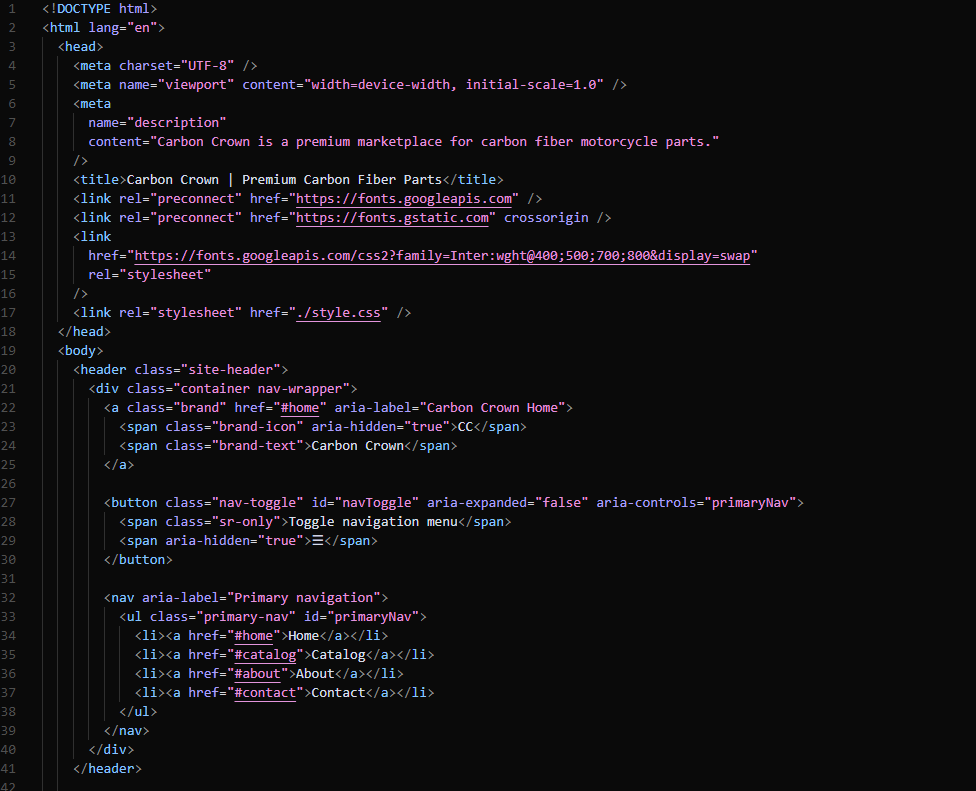 1 <!DOCTYPE html>
2 <html lang="en">
3 <head>
4 <meta charset="UTF-8" />
5 <meta name="viewport" content="width=device-width, initial-scale=1.0" />
6 <meta
7 name="description"
8 content="Carbon Crown is a premium marketplace for carbon fiber motorcycle parts."
9 />
10 <title>Carbon Crown | Premium Carbon Fiber Parts</title>
11 <link rel="preconnect" href="https://fonts.googleapis.com" />
12 <link rel="preconnect" href="https://fonts.gstatic.com" crossorigin />
13 <link
14 href="https://fonts.googleapis.com/css2?family=Inter:wght@400;500;700;800&display=swap"
15 rel="stylesheet"
16 />
17 <link rel="stylesheet" href="./style.css" />
18 </head>
19 <body>
20 <header class="site-header">
21 <div class="container nav-wrapper">
22 <a class="brand" href="#home" aria-label="Carbon Crown Home">
23 <span class="brand-icon" aria-hidden="true">CC</span>
24 <span class="brand-text">Carbon Crown</span>
25 </a>
26
27 <button class="nav-toggle" id="navToggle" aria-expanded="false" aria-controls="primaryNav">
28 <span class="sr-only">Toggle navigation menu</span>
29 <span aria-hidden="true">☰</span>
30 </button>
31
32 <nav aria-label="Primary navigation">
33 <ul class="primary-nav" id="primaryNav">
34 <li><a href="#home">Home</a></li>
35 <li><a href="#catalog">Catalog</a></li>
36 <li><a href="#about">About</a></li>
37 <li><a href="#contact">Contact</a></li>
38 </ul>
39 </nav>
40 </div>
41 </header>
42